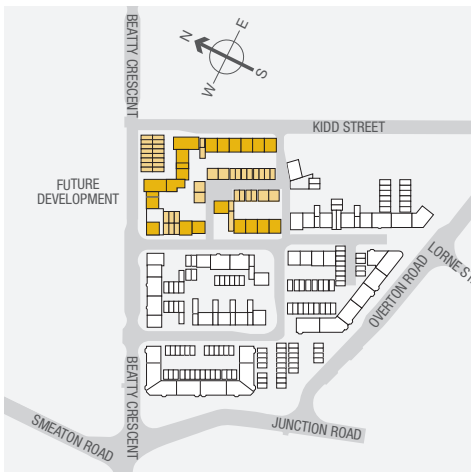 BEATTY CRESCENT
N
E
S
W
KIDD STREET
FUTURE
DEVELOPMENT
LORNE ST
OVERTON ROAD
BEATTY CRESCENT
SMEATON ROAD
JUNCTION ROAD